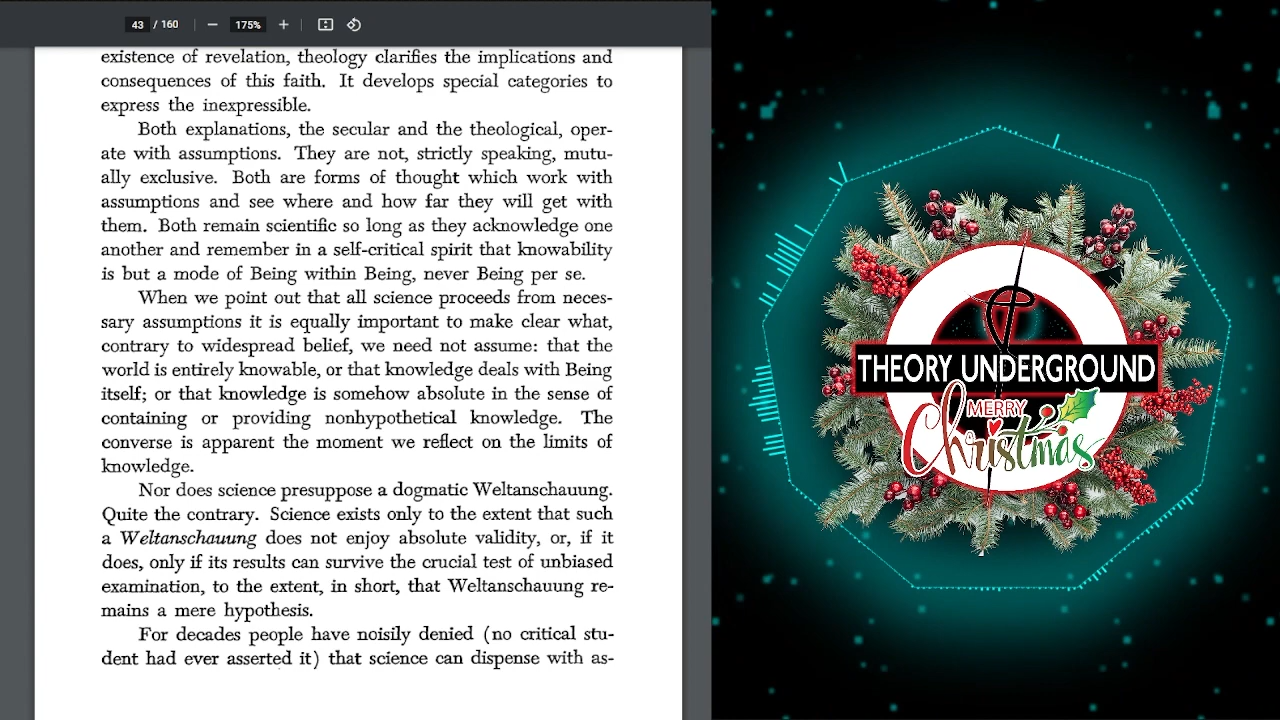 43 / 160
175%
existence of revelation, theology clarifies the implications and
consequences of this faith. It develops special categories to
express the inexpressible.
Both explanations, the secular and the theological, oper-
ate with assumptions. They are not, strictly speaking, mutu-
ally exclusive. Both are forms of thought which work with
assumptions and see where and how far they will get with
them. Both remain scientific so long as they acknowledge one
another and remember in a self-critical spirit that knowability
is but a mode of Being within Being, never Being per se.
When we point out that all science proceeds from neces-
sary assumptions it is equally important to make clear what,
contrary to widespread belief, we need not assume: that the
world is entirely knowable, or that knowledge deals with Being
itself; or that knowledge is somehow absolute in the sense of
containing or providing nonhypothetical knowledge. The
converse is apparent the moment we reflect on the limits of
knowledge.
Nor does science presuppose a dogmatic Weltanschauung.
Quite the contrary. Science exists only to the extent that such
a Weltanschauung does not enjoy absolute validity, or, if it
does, only if its results can survive the crucial test of unbiased
examination, to the extent, in short, that Weltanschauung re-
mains a mere hypothesis.
For decades people have noisily denied (no critical stu-
dent had ever asserted it) that science can dispense with as-
THEORY UNDERGROUND
MERRY
Christmas